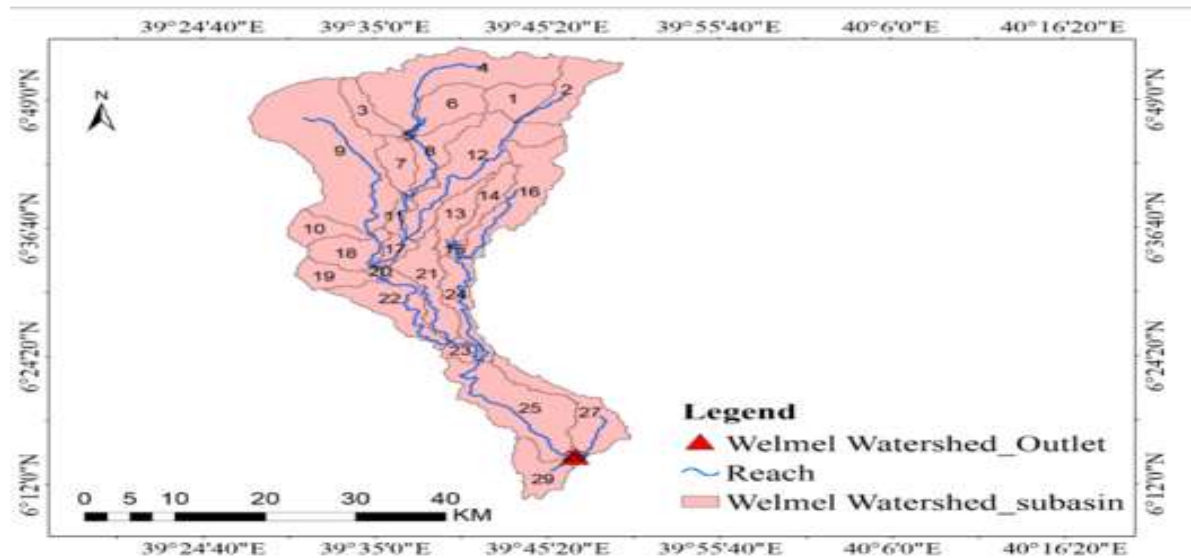 39°24'40"E 39°35'0"E 39°45'20"E 39°55'40"E 40°6'0"E 40°16'20"E
N
6°49'0"N 6°49'0"N
4
2
1
6
3
5
8
12
9
7
16
14
13
11
6°36'40"N 6°36'40"N
10
17
15
18
20
21
19
24
22
6°24'20"N 6°24'20"N
23
25 27
Legend
Welmel Watershed_Outlet
Reach
29
Welmel Watershed_subasin
6°12'0"N 6°12'0"N
0 5 10 20 30 40
KM
39°24'40"E 39°35'0"E 39°45'20"E 39°55'40"E 40°6'0"E 40°16'20"E